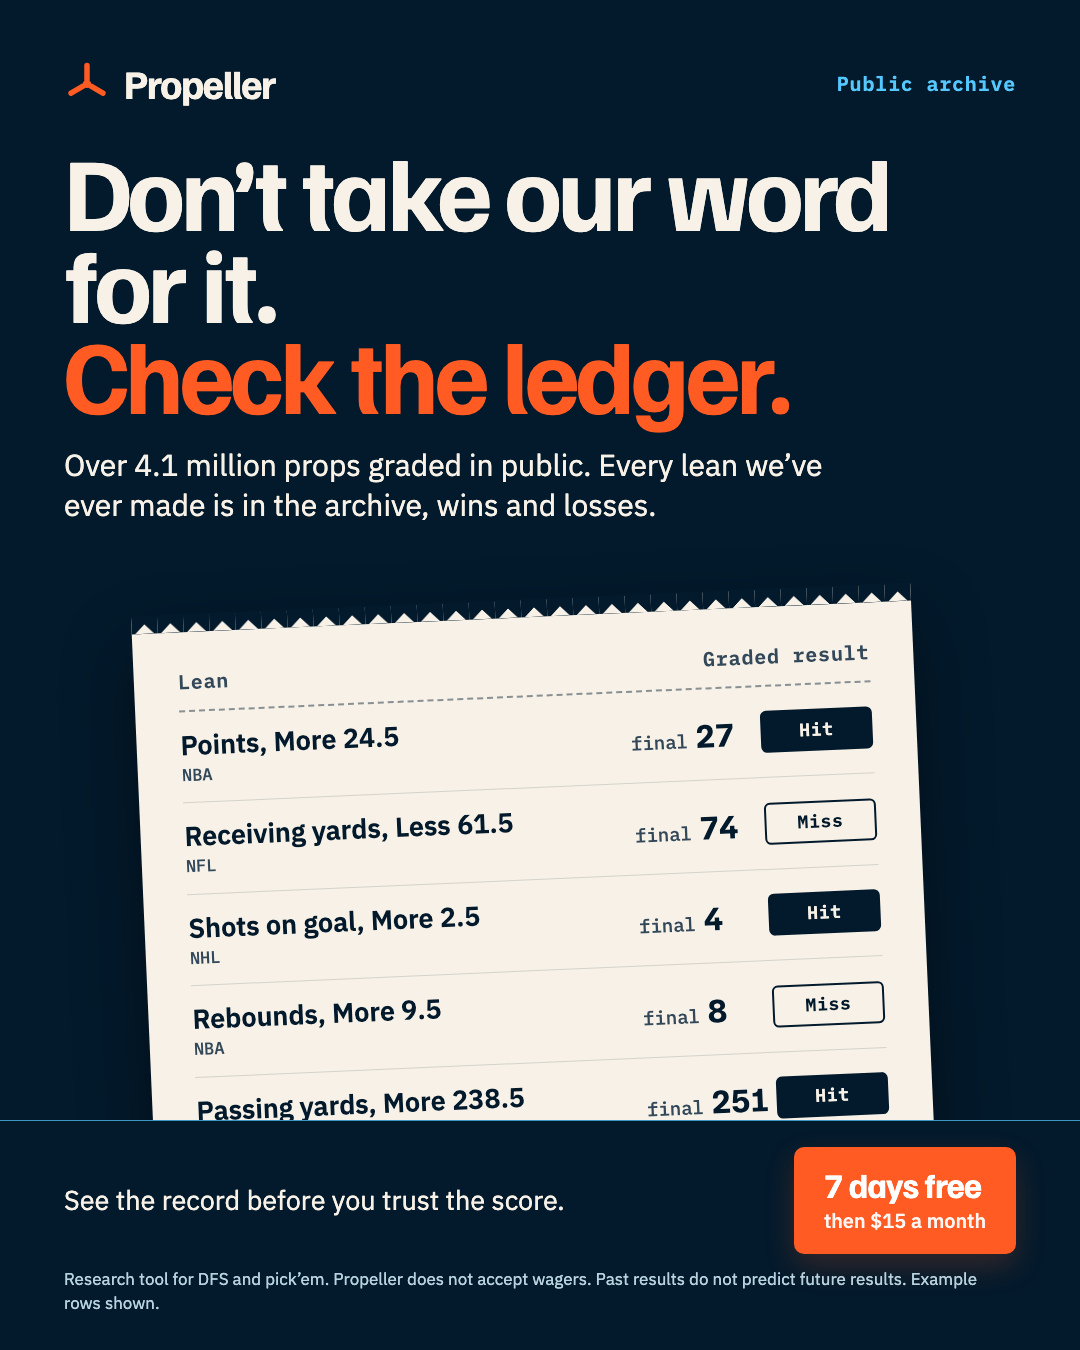 Propeller
Public archive
Don’t take our word
for it.
Check the ledger.
Over 4.1 million props graded in public. Every lean we’ve
ever made is in the archive, wins and losses.
Lean
Graded result
Points, More 24.5
NBA
final 27
Hit
Receiving yards, Less 61.5
NFL
final 74
Miss
Shots on goal, More 2.5
NHL
final 4
Hit
Rebounds, More 9.5
NBA
final 8
Miss
Passing yards, More 238.5
final 251
Hit
See the record before you trust the score.
7 days free
then $15 a month
Research tool for DFS and pick’em. Propeller does not accept wagers. Past results do not predict future results. Example
rows shown.